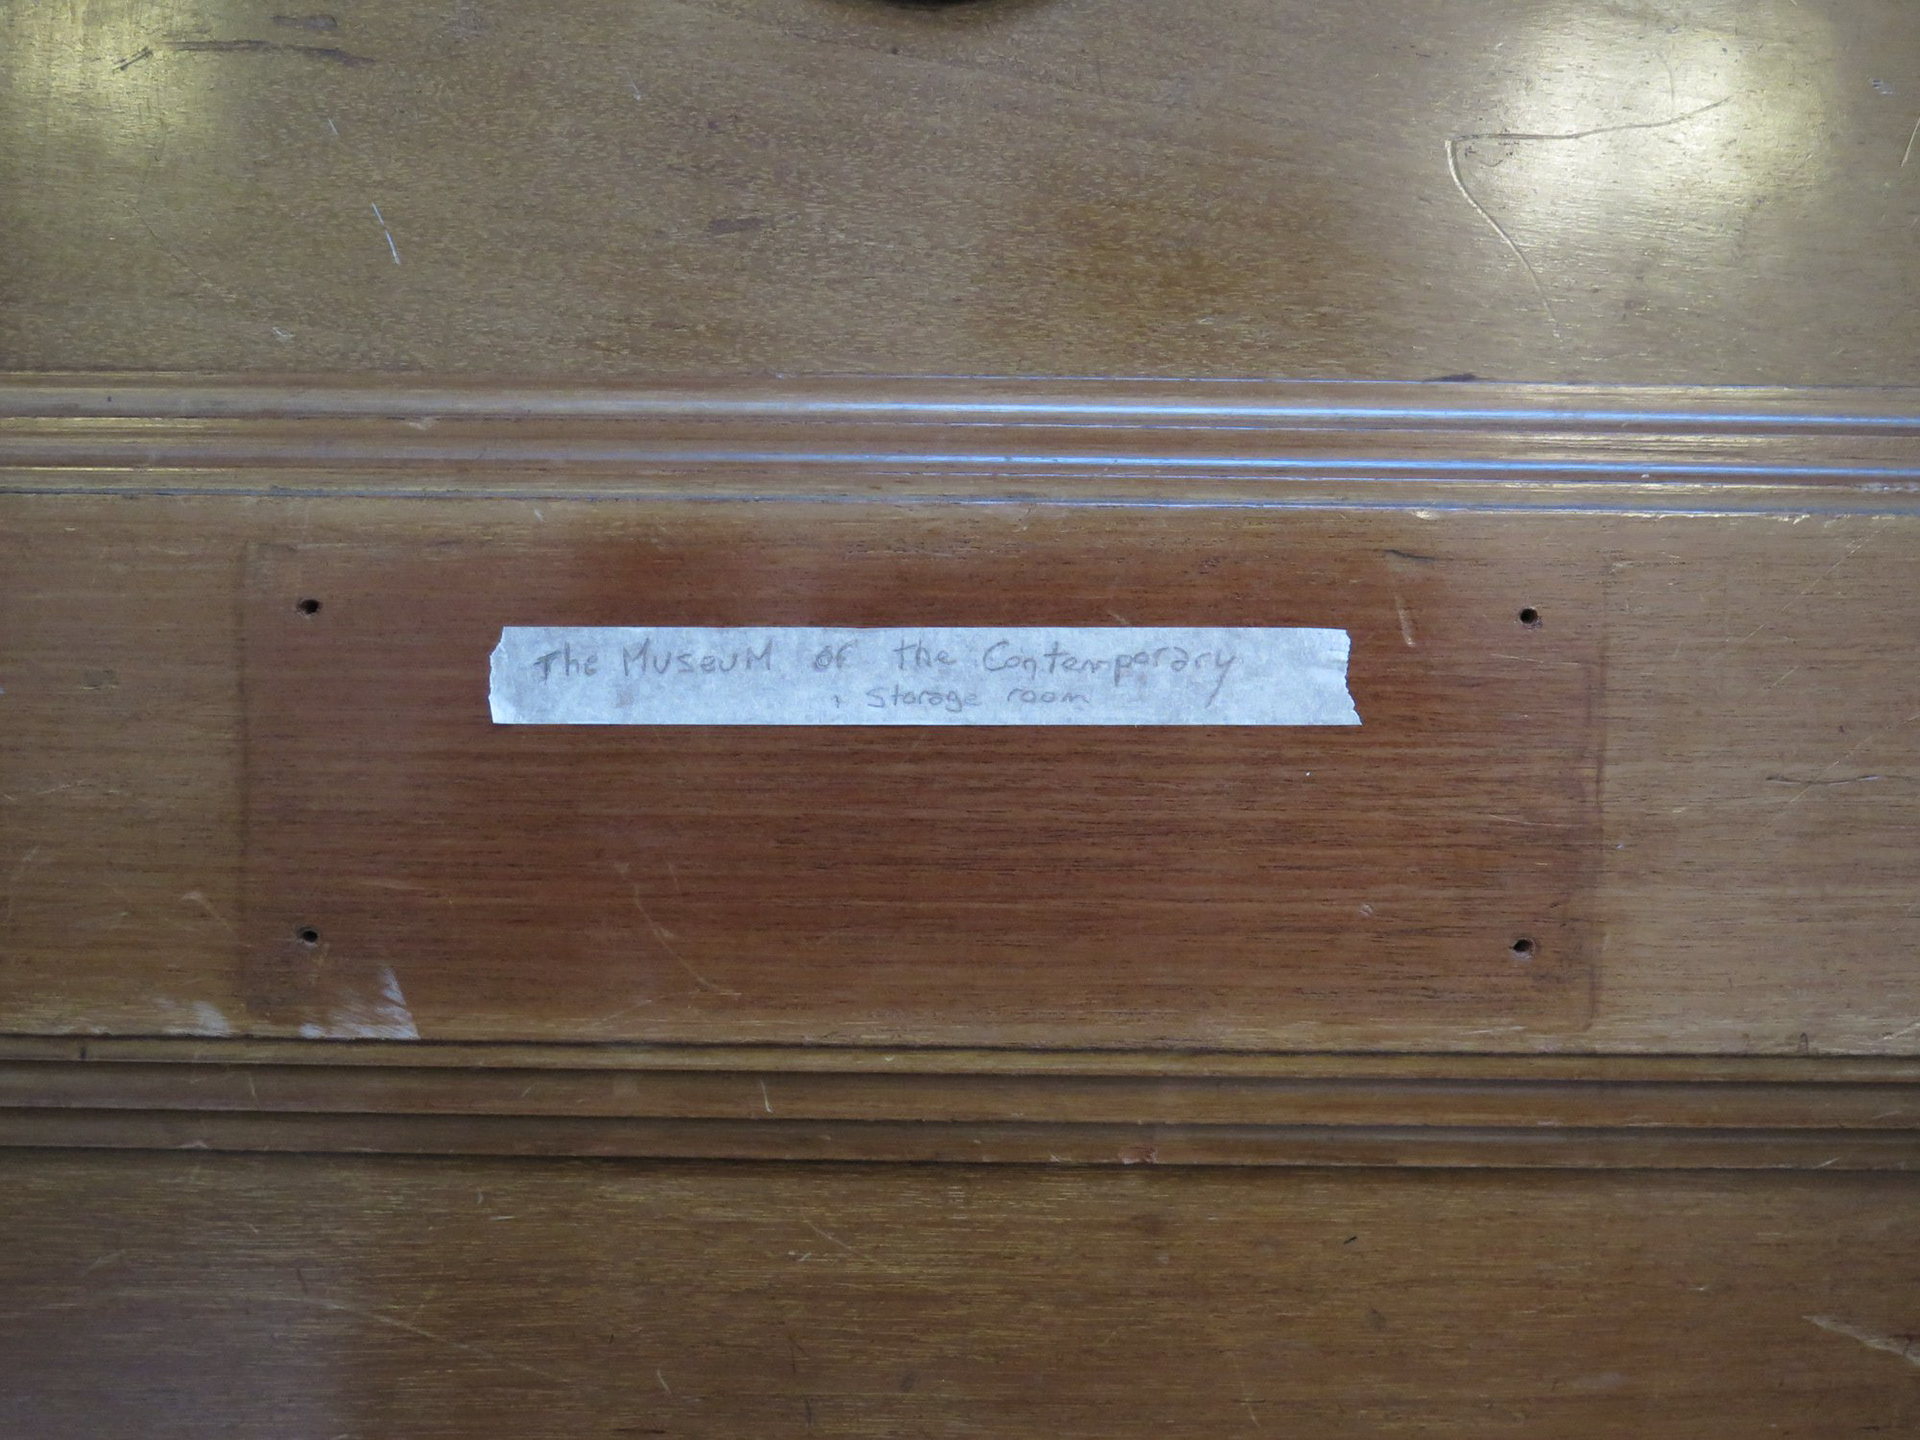 The MuseuM of the Contemporary
, Storage room